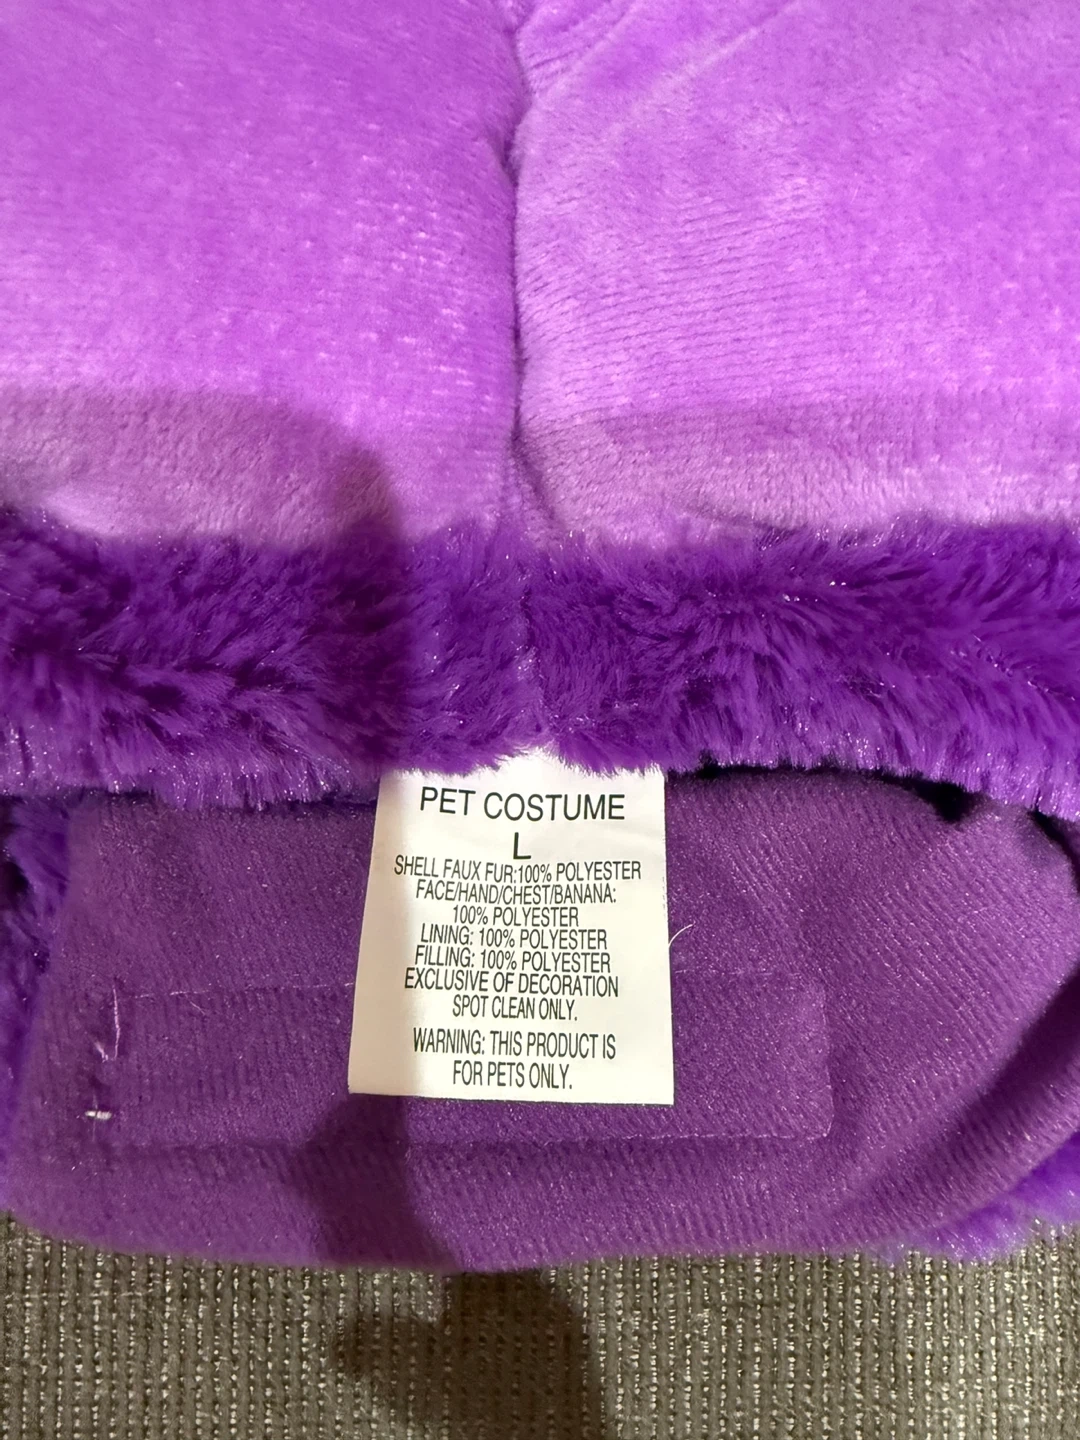 PET COSTUME
L
SHELL FAUX FUR:100% POLYESTER
FACE/HAND/CHEST/BANANA:
100% POLYESTER
LINING: 100% POLYESTER
FILLING: 100% POLYESTER
EXCLUSIVE OF DECORATION
SPOT CLEAN ONLY.
WARNING: THIS PRODUCT IS
FOR PETS ONLY.